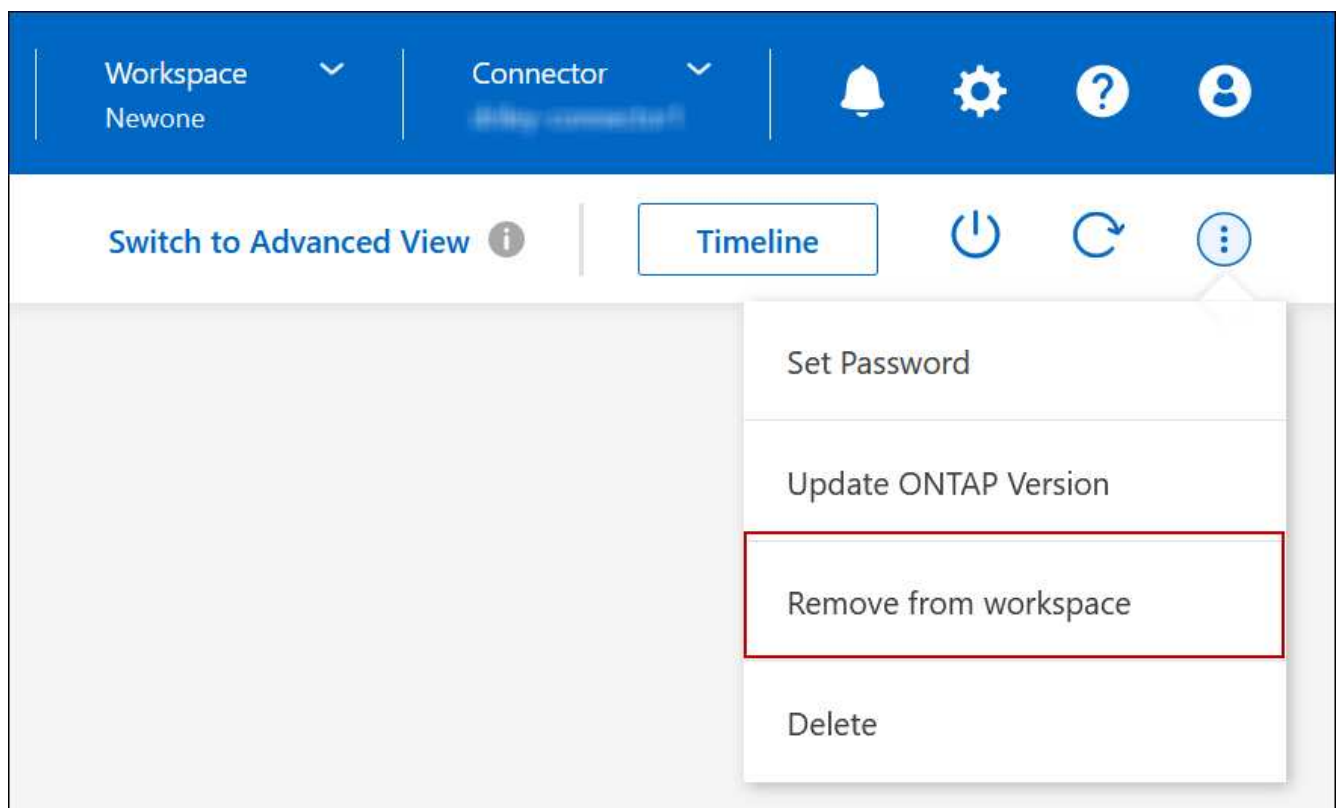 Workspace
Newone
Connector
Switch to Advanced View
Timeline
Set Password
Update ONTAP Version
Remove from workspace
Delete